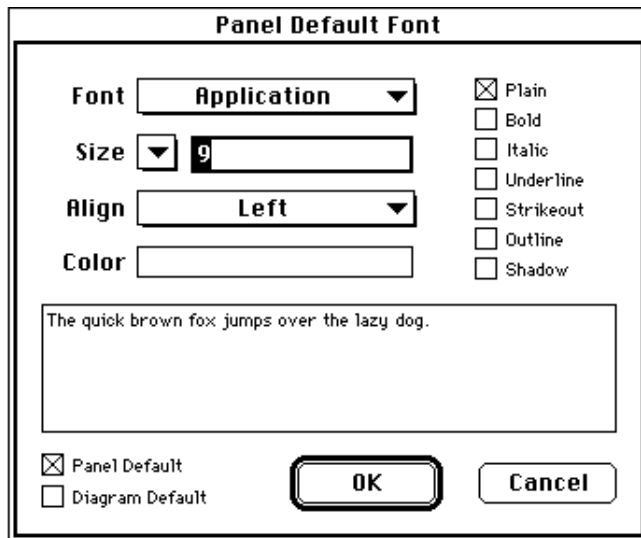 Panel Default Font
Font Application
Plain
Bold
Size 9
Italic
Underline
Align Left
Strikeout
Outline
Color
Shadow
The quick brown fox jumps over the lazy dog.
Panel Default
Diagram Default
OK
Cancel